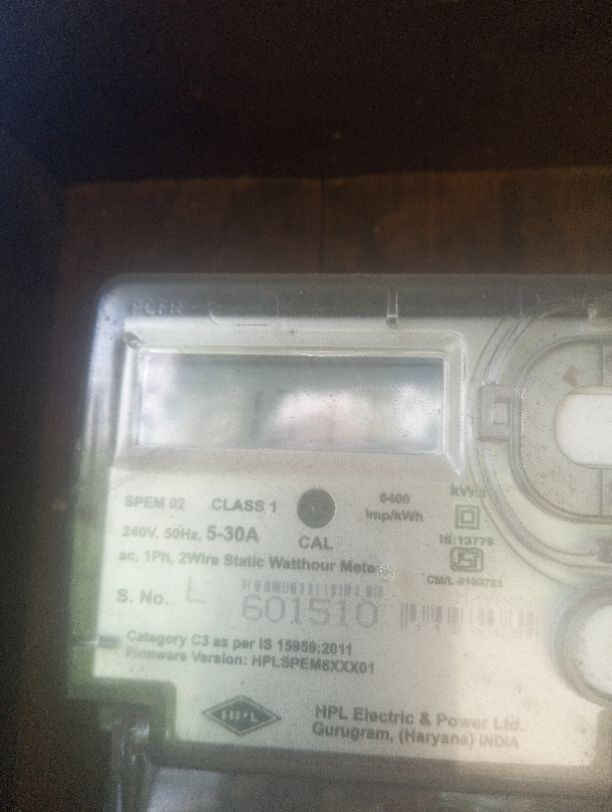 SPEM 02 CLASS 1
6400
Imp/kWh
kWh
240V, 50Hz, 5-30A
CAL
IS:13779
ac, 1Ph, 2Wire Static Watthour Mete
S. No. L 601510
Category C3 as per IS 15959:2011
Firmware Version: HPLSPEM6XXX01
HPL
HPL Electric & Power Ltd.
Gurugram, (Haryana) INDIA